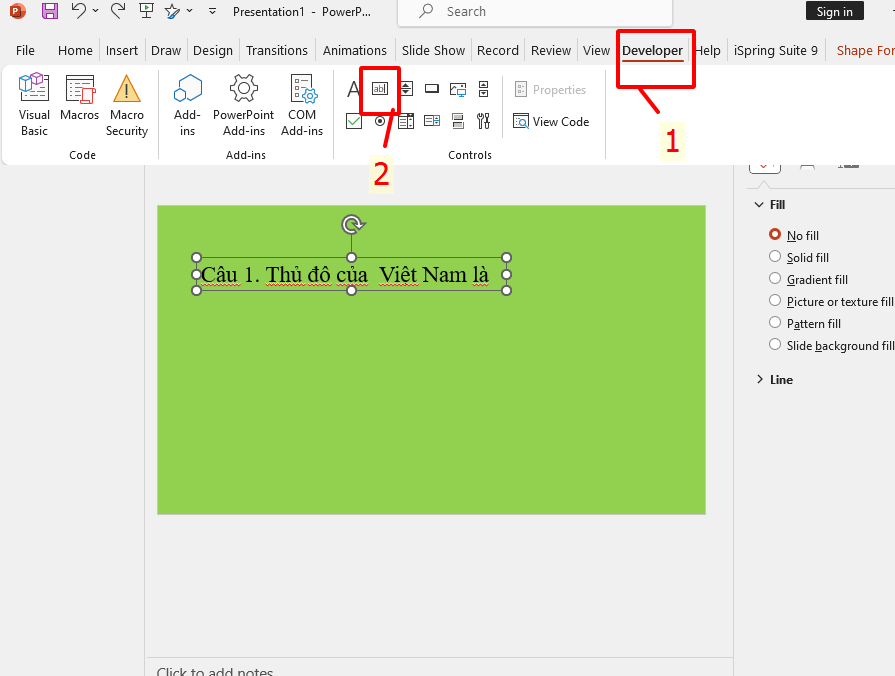 Presentation1 - PowerP...
Search
Sign in
File Home Insert Draw Design Transitions Animations Slide Show Record Review View Developer Help iSpring Suite 9 Shape For
Visual Basic
Macros
Macro Security
Code
Add-ins
PowerPoint Add-ins
COM Add-ins
Add-ins
A
ab
Properties
View Code
Controls
1
2
Câu 1. Thủ đô của Việt Nam là
Fill
No fill
Solid fill
Gradient fill
Picture or texture fill
Pattern fill
Slide background fill
Line
Click to add notes